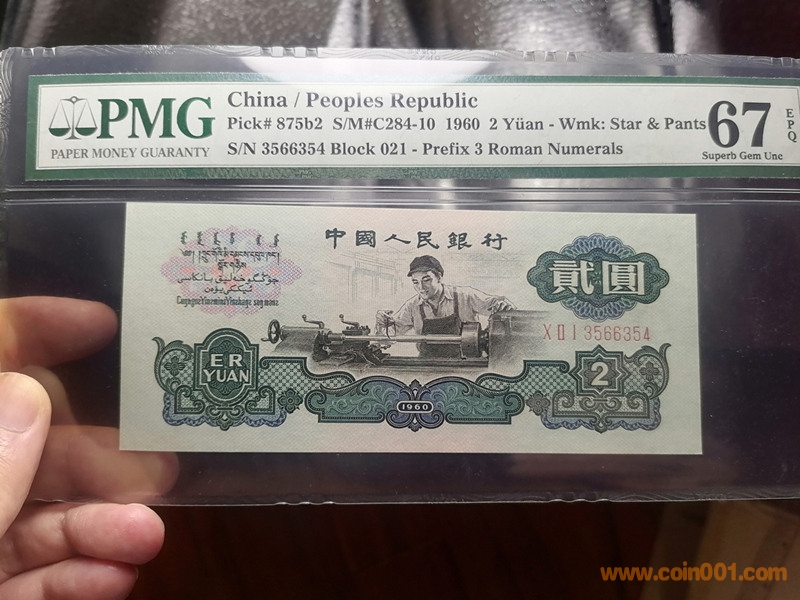 PMG
PAPER MONEY GUARANTY
China / Peoples Republic
Pick# 875b2 S/M#C284-10 1960 2 Yüan - Wmk: Star & Pants
S/N 3566354 Block 021 - Prefix 3 Roman Numerals
67
EPQ
Superb Gem Unc
中國人民銀行
貳圓
X II I 3566354
ER
YUAN
1960
2
www.coin001.com